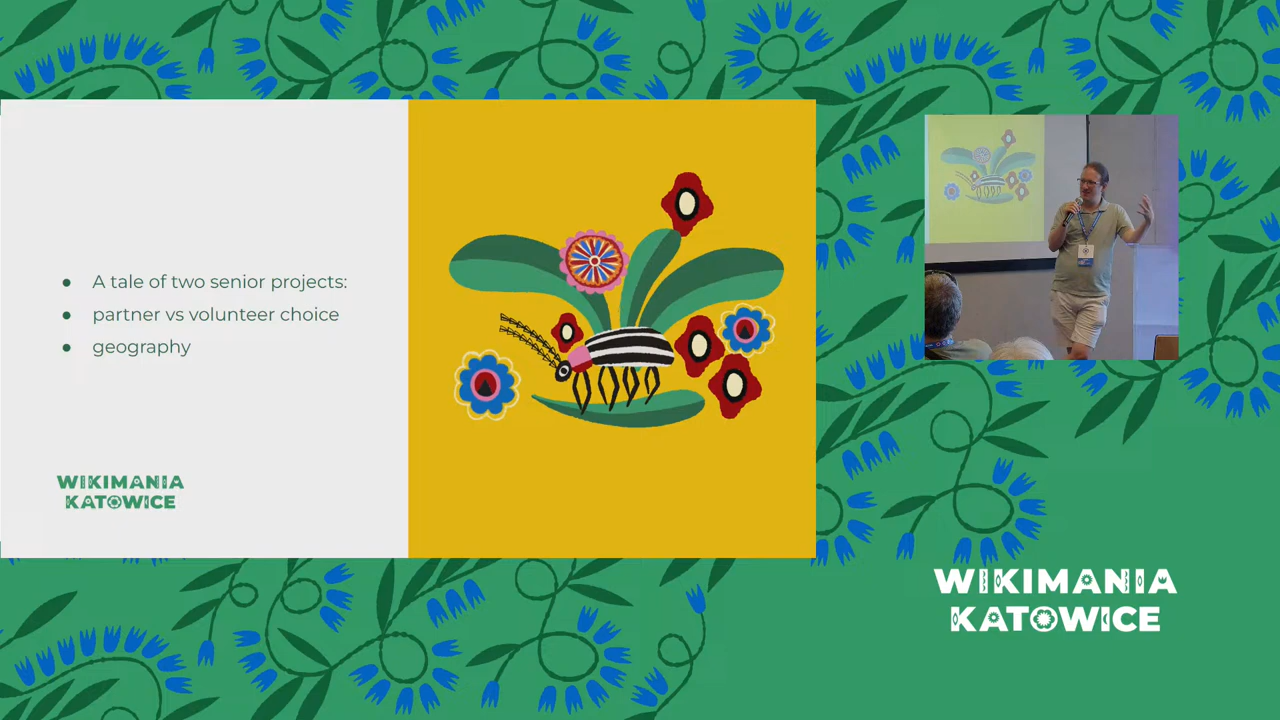 ● A tale of two senior projects:
● partner vs volunteer choice
● geography
WIKIMANIA
KATOWICE
WIKIMANIA
KATOWICE